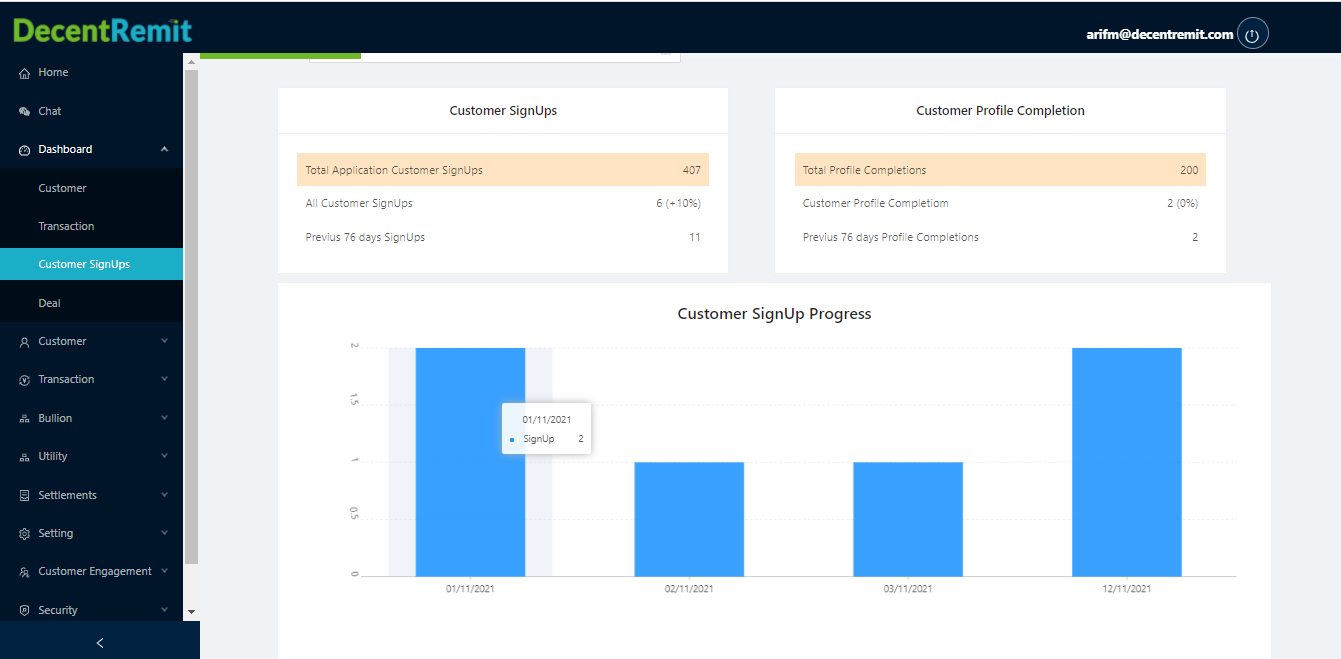 DecentRemit
arifm@decentremit.com
Home
Chat
Dashboard
Customer
Transaction
Customer SignUps
Deal
Customer
Transaction
Bullion
Utility
Settlements
Setting
Customer Engagement
Security
Customer SignUps
Total Application Customer SignUps 407
All Customer SignUps 6 (+10%)
Previus 76 days SignUps 11
Customer Profile Completion
Total Profile Completions 200
Customer Profile Completiom 2 (0%)
Previus 76 days Profile Completions 2
Customer SignUp Progress
2
1.5
1
0.5
0
01/11/2021
SignUp 2
01/11/2021 02/11/2021 03/11/2021 12/11/2021